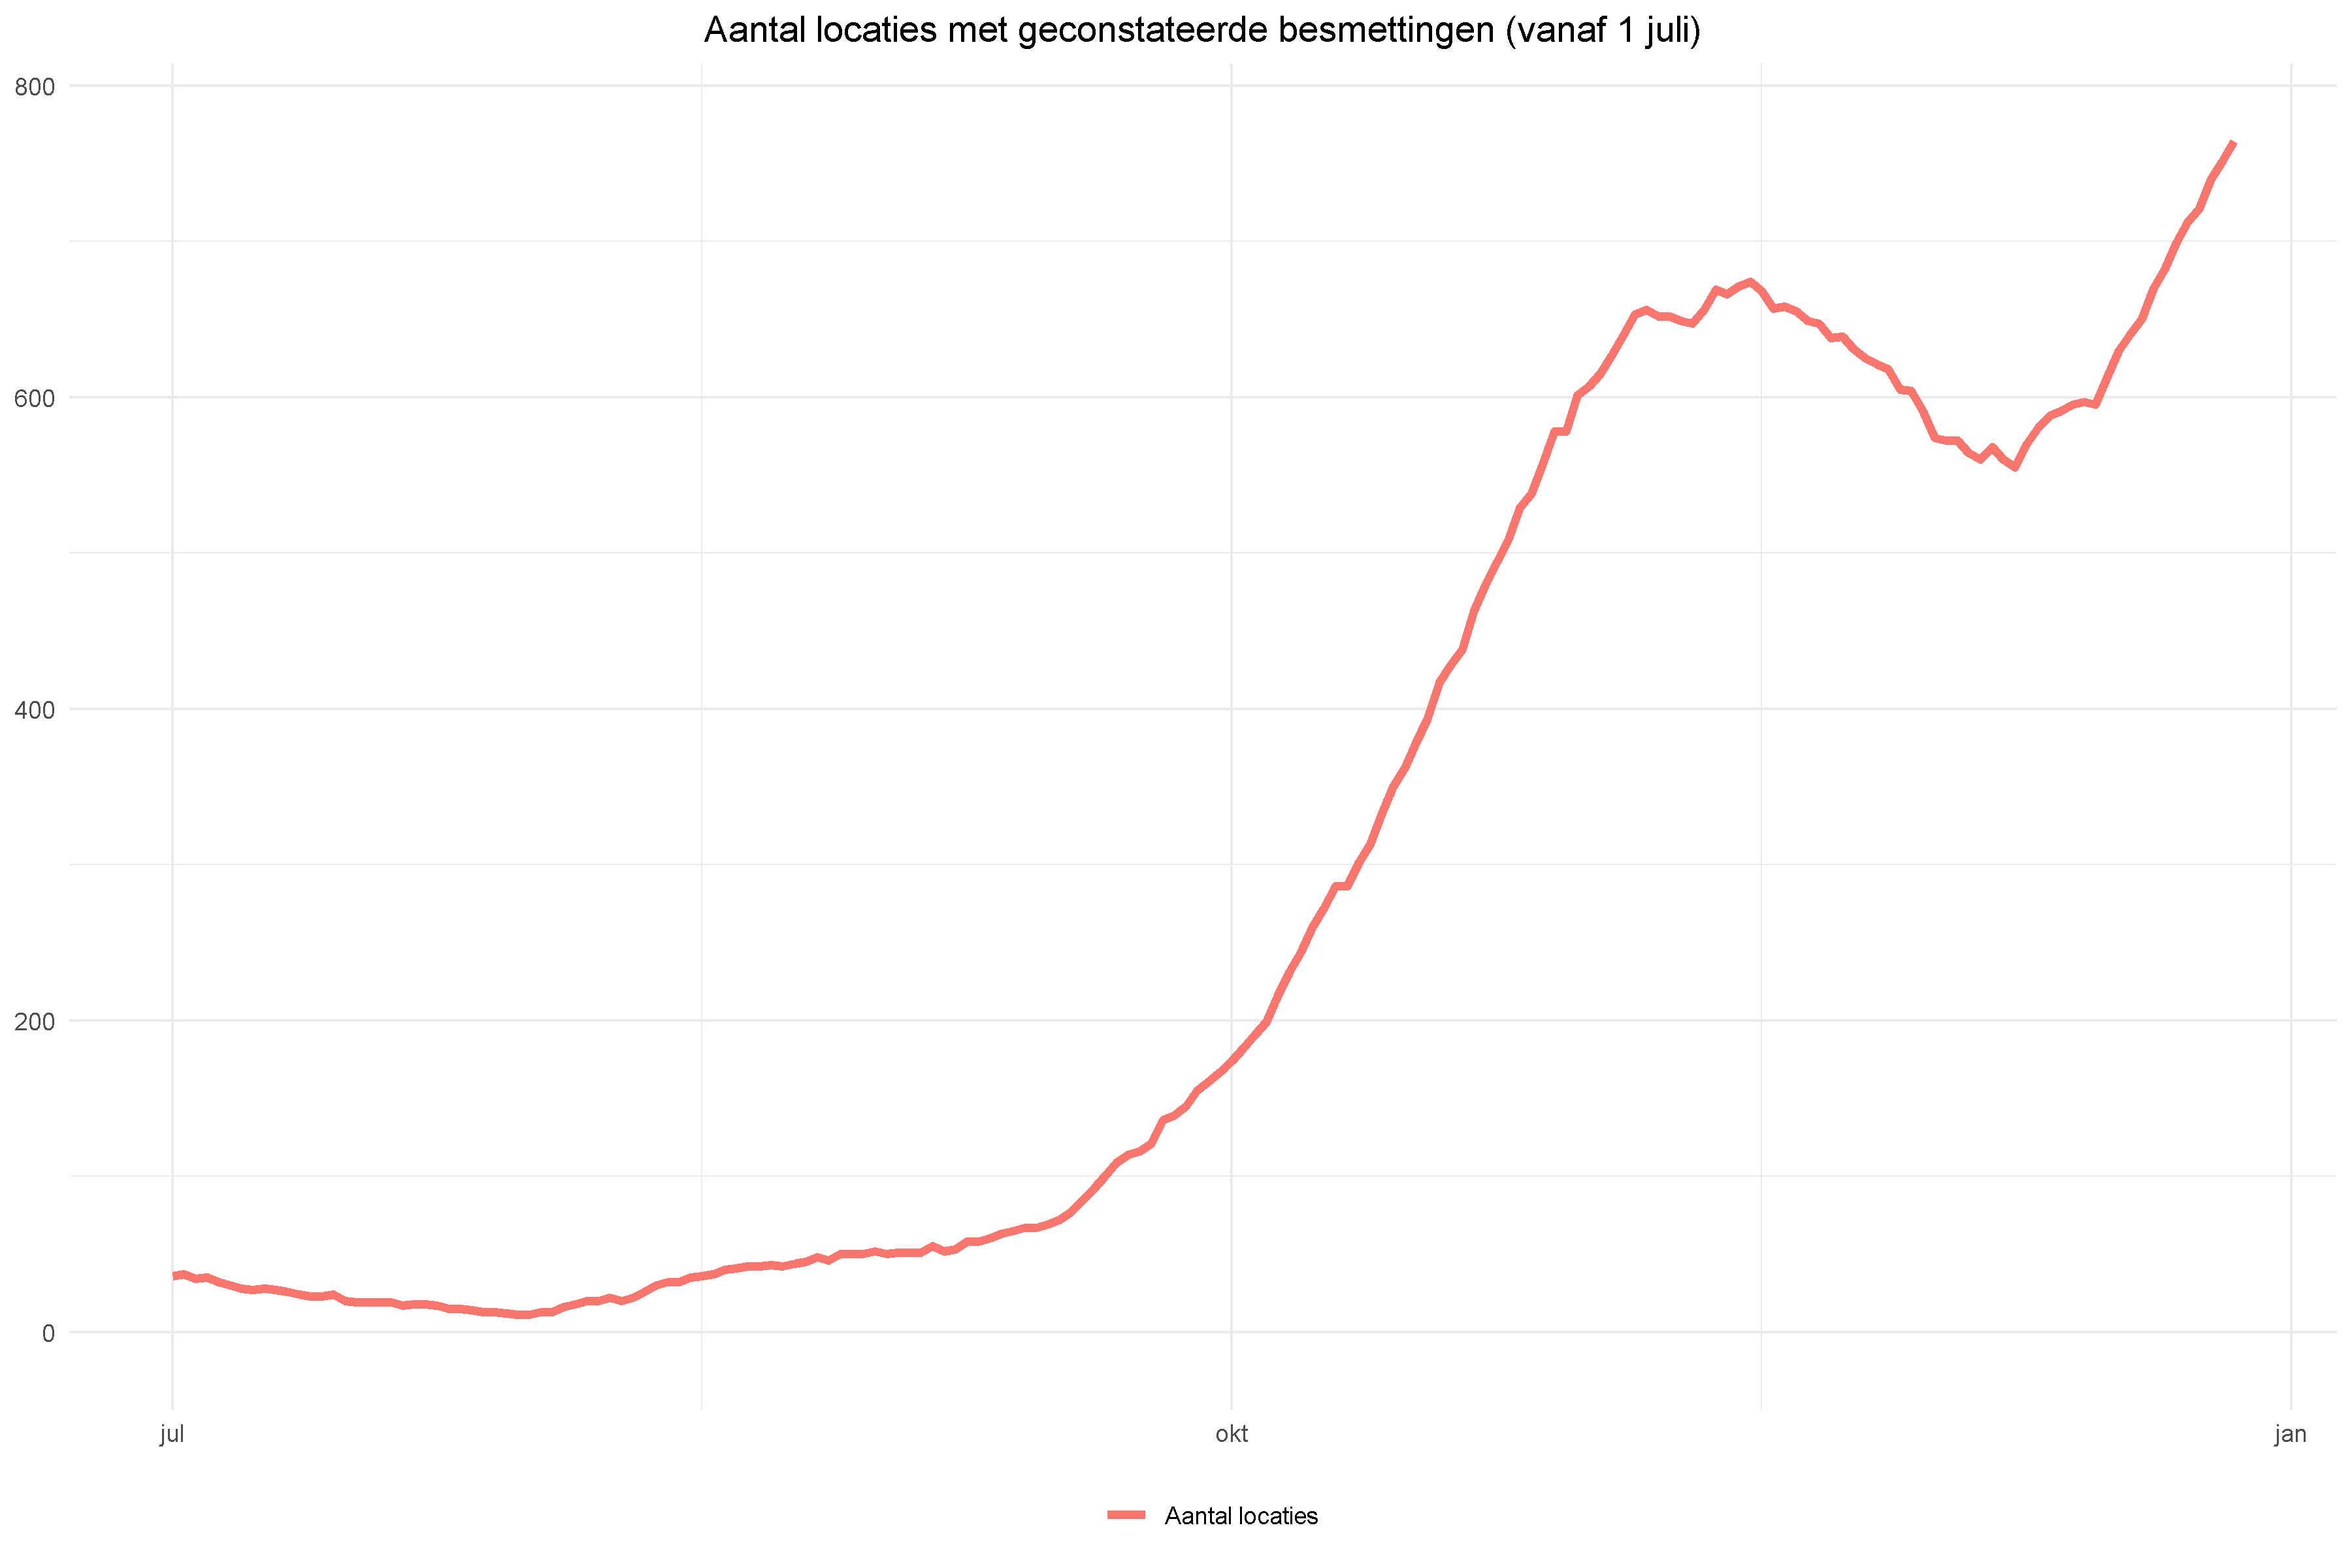 Aantal locaties met geconstateerde besmettingen (vanaf 1 juli)
800
600
400
200
0
jul
okt
jan
Aantal locaties